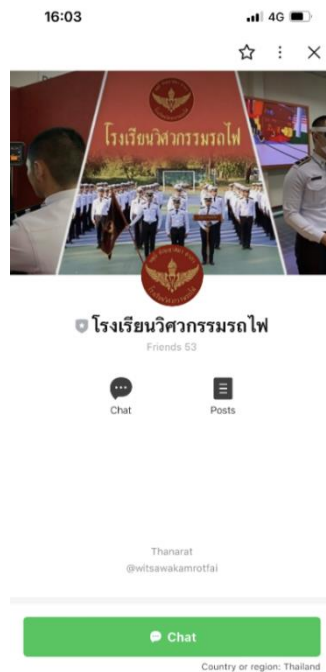 16:03
4G
โรงเรียนวิศวกรรมรถไฟ
โรงเรียนวิศวกรรมรถไฟ
Friends 53
Chat
Posts
Thanarat
@witsawakamrotfai
Chat
Country or region: Thailand